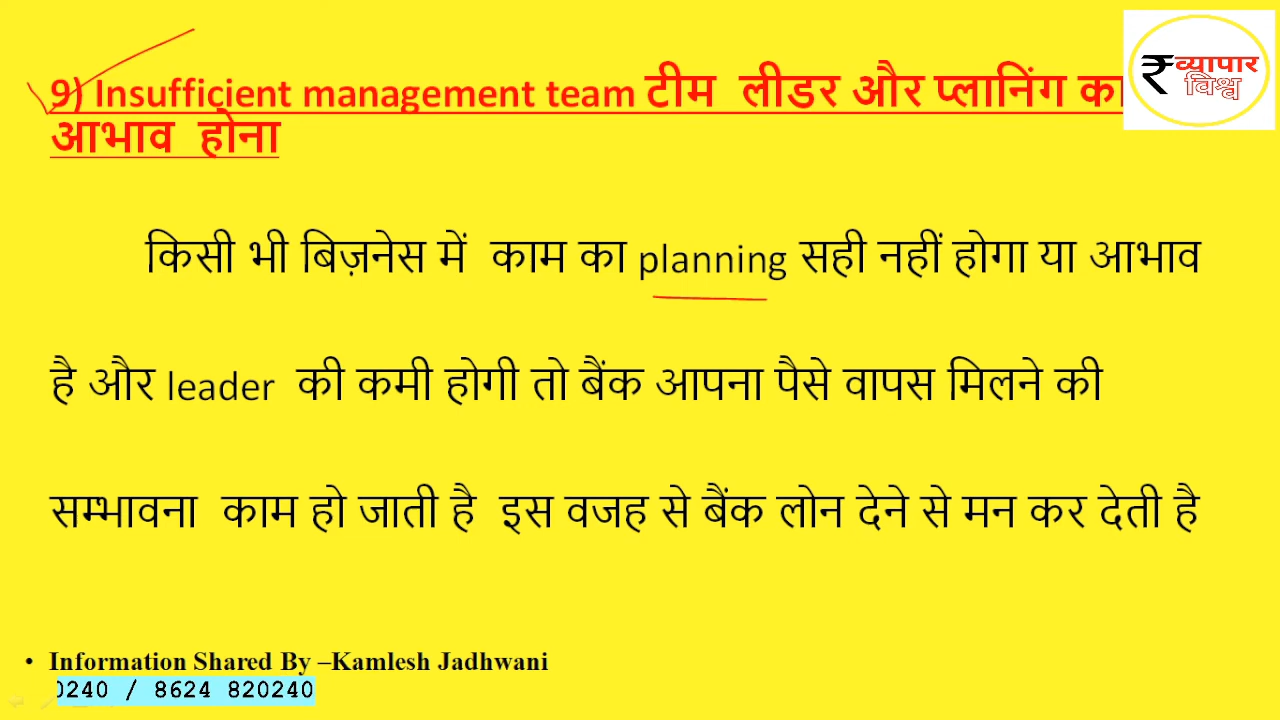 9) Insufficient management team टीम लीडर और प्लानिंग का
आभाव होना
₹व्यापार
विश्व
किसी भी बिज़नेस में काम का planning सही नहीं होगा या आभाव
है और leader की कमी होगी तो बैंक आपना पैसे वापस मिलने की
सम्भावना काम हो जाती है इस वजह से बैंक लोन देने से मन कर देती है
• Information Shared By –Kamlesh Jadhwani
0240 / 8624 820240